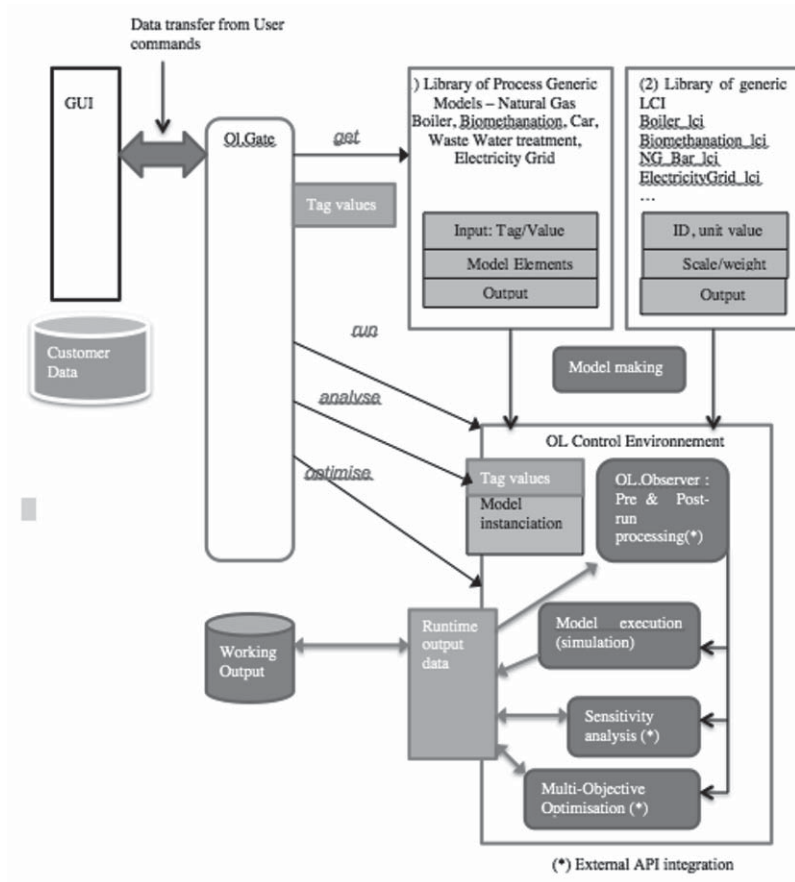 Data transfer from User
commands
GUI
Ol.Gate
get
Tag values
) Library of Process Generic
Models – Natural Gas
Boiler, Biomethanation, Car,
Waste Water treatment,
Electricity Grid
Input: Tag/Value
Model Elements
Output
(2) Library of generic
LCI
Boiler_lci
Biomethanation_lci
NG_Bar_lci
ElectricityGrid_lci
…
ID, unit value
Scale/weight
Output
Customer
Data
run
analyse
optimise
Model making
OL Control Environnement
Tag values
Model
instanciation
OL.Observer :
Pre & Post-
run
processing(*)
Working
Output
Runtime
output
data
Model execution
(simulation)
Sensitivity
analysis (*)
Multi-Objective
Optimisation (*)
(*) External API integration